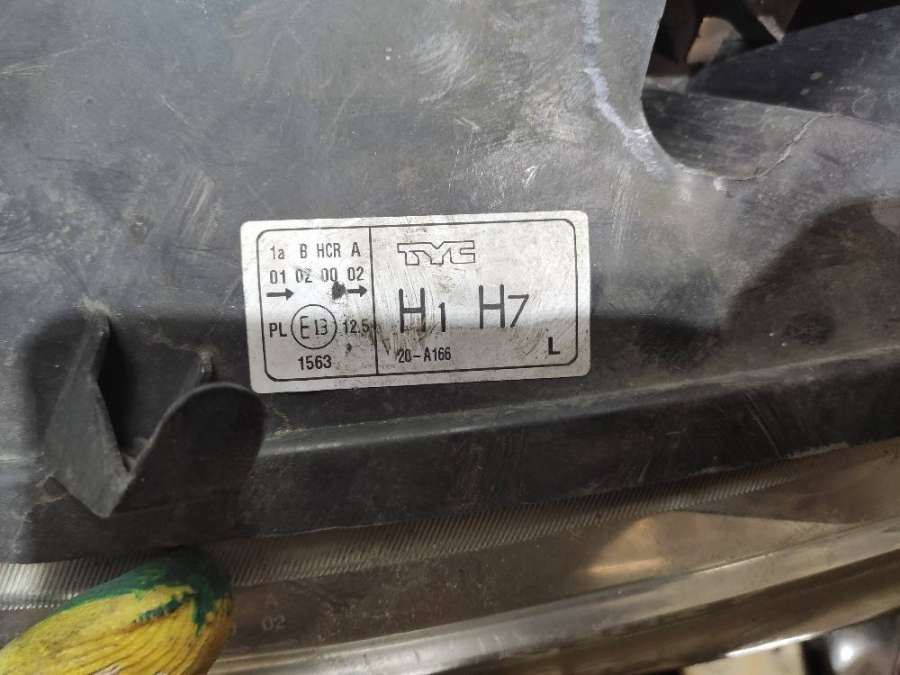 1a B HCR A
01 02 00 02
PL E13 12.5
1563
TYC
H1 H7
20-A166
L
02